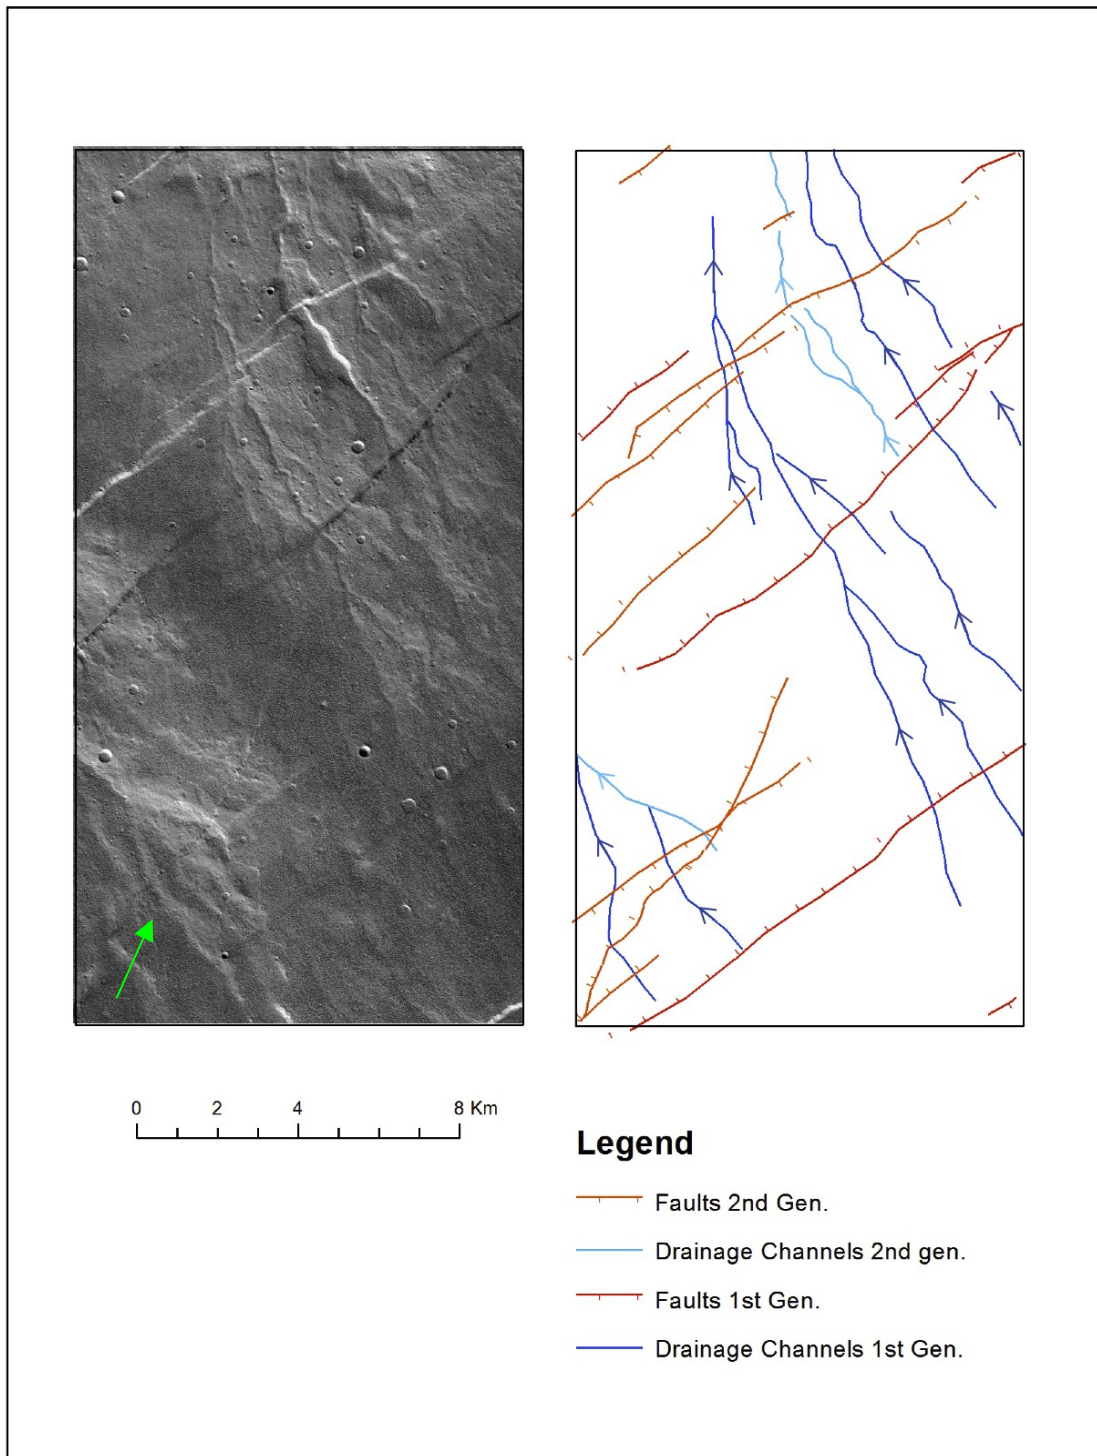 0 2 4 8 Km
Legend
Faults 2nd Gen.
Drainage Channels 2nd gen.
Faults 1st Gen.
Drainage Channels 1st Gen.